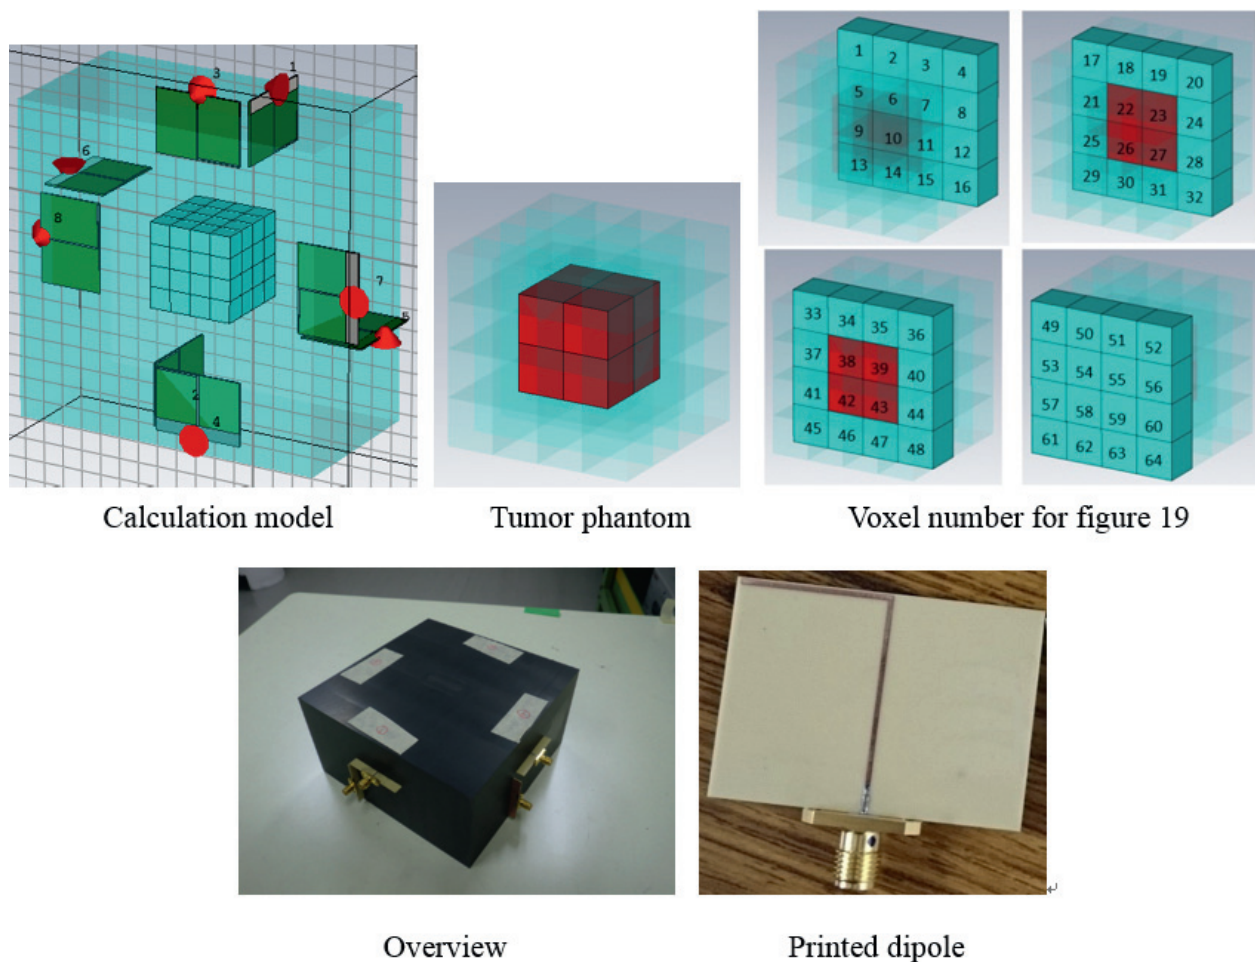 3
1
6
8
7
5
2
4
Calculation model
Tumor phantom
1 2 3 4
5 6 7 8
9 10 11 12
13 14 15 16
17 18 19 20
21 22 23 24
25 26 27 28
29 30 31 32
33 34 35 36
37 38 39 40
41 42 43 44
45 46 47 48
49 50 51 52
53 54 55 56
57 58 59 60
61 62 63 64
Voxel number for figure 19
Overview
Printed dipole